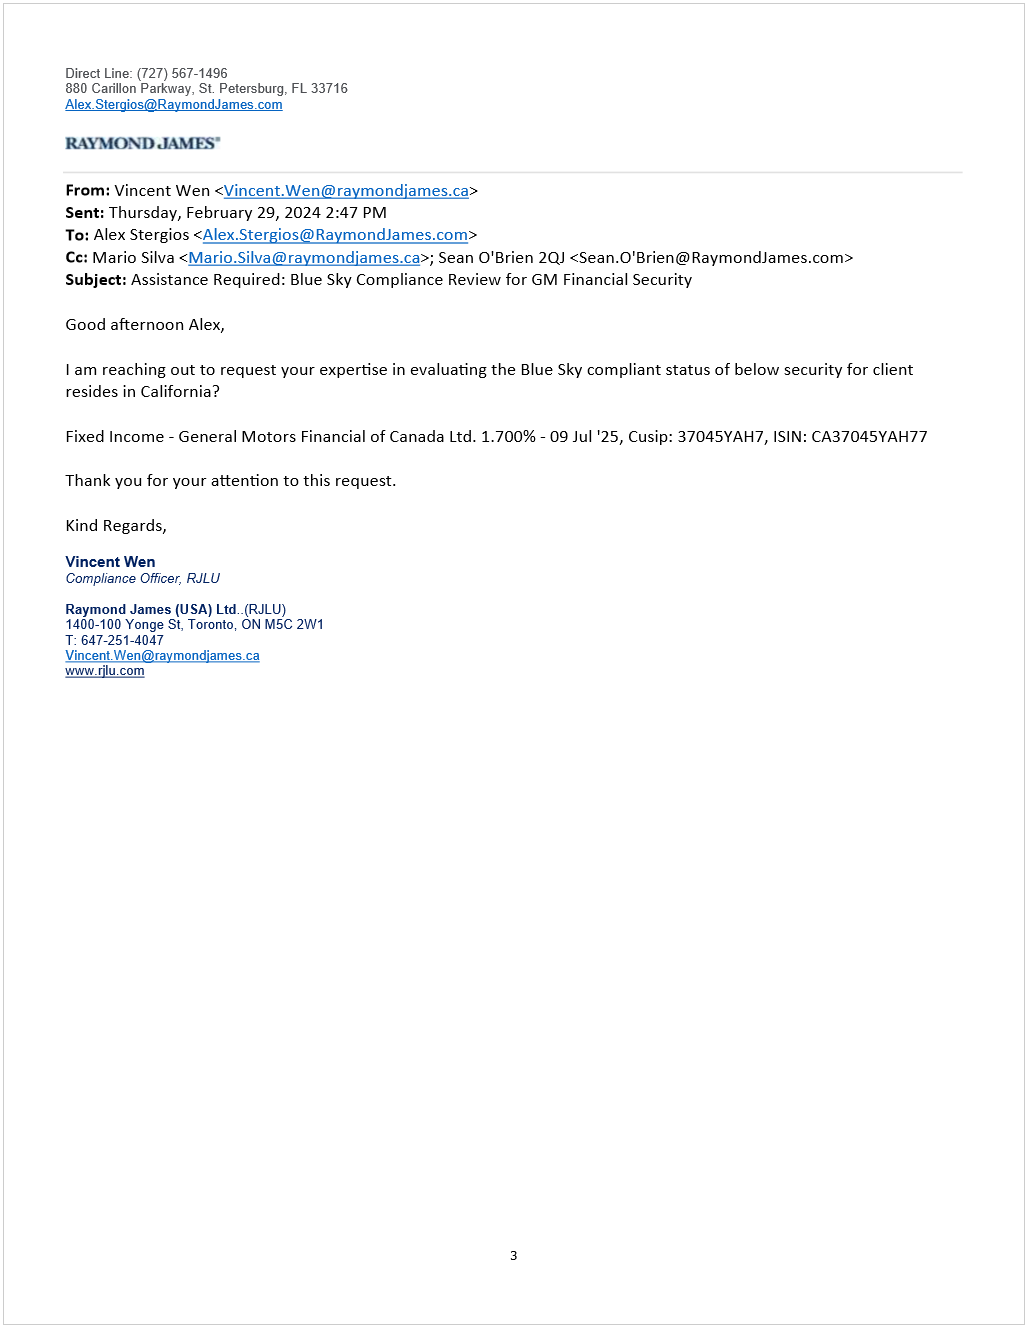 Direct Line: (727) 567-1496
880 Carillon Parkway, St. Petersburg, FL 33716
Alex.Stergios@RaymondJames.com
RAYMOND JAMES®
From: Vincent Wen <Vincent.Wen@raymondjames.ca>
Sent: Thursday, February 29, 2024 2:47 PM
To: Alex Stergios <Alex.Stergios@RaymondJames.com>
Cc: Mario Silva <Mario.Silva@raymondjames.ca>; Sean O'Brien 2QJ <Sean.O'Brien@RaymondJames.com>
Subject: Assistance Required: Blue Sky Compliance Review for GM Financial Security
Good afternoon Alex,
I am reaching out to request your expertise in evaluating the Blue Sky compliant status of below security for client
resides in California?
Fixed Income - General Motors Financial of Canada Ltd. 1.700% - 09 Jul '25, Cusip: 37045YAH7, ISIN: CA37045YAH77
Thank you for your attention to this request.
Kind Regards,
Vincent Wen
Compliance Officer, RJLU
Raymond James (USA) Ltd..(RJLU)
1400-100 Yonge St, Toronto, ON M5C 2W1
T: 647-251-4047
Vincent.Wen@raymondjames.ca
www.rjlu.com
3